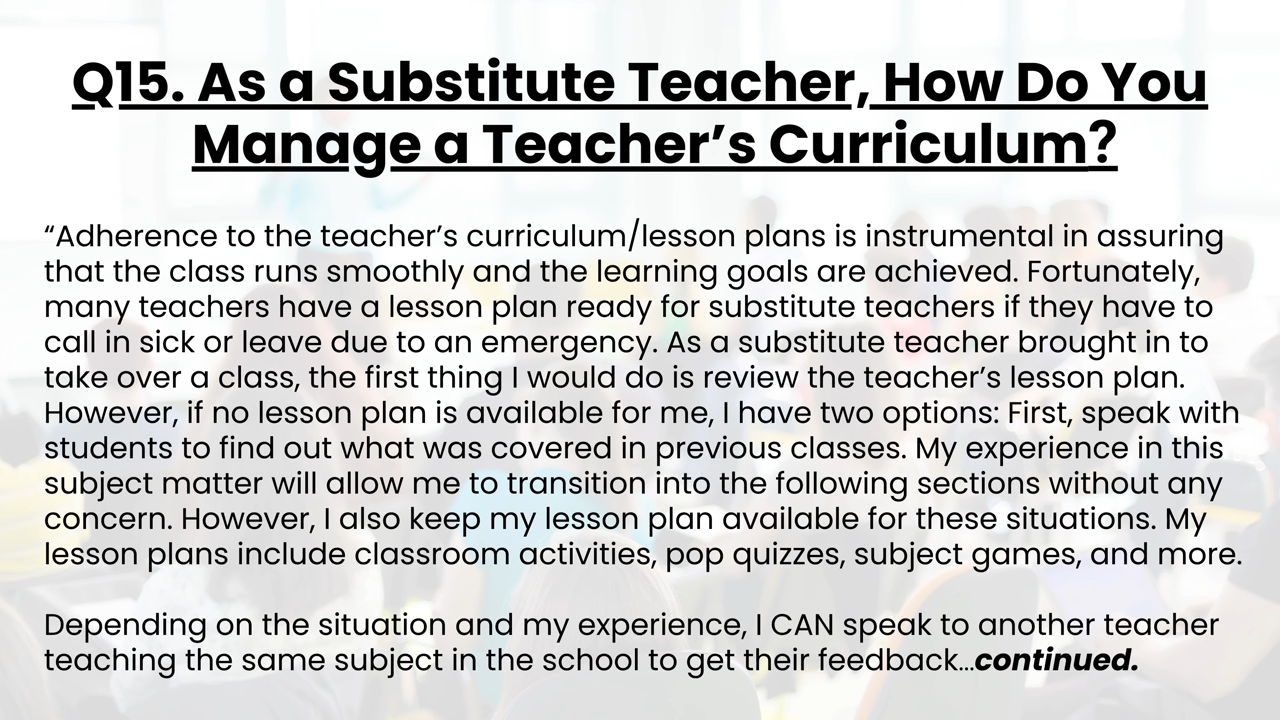 Q15. As a Substitute Teacher, How Do You
Manage a Teacher’s Curriculum?
“Adherence to the teacher’s curriculum/lesson plans is instrumental in assuring
that the class runs smoothly and the learning goals are achieved. Fortunately,
many teachers have a lesson plan ready for substitute teachers if they have to
call in sick or leave due to an emergency. As a substitute teacher brought in to
take over a class, the first thing I would do is review the teacher’s lesson plan.
However, if no lesson plan is available for me, I have two options: First, speak with
students to find out what was covered in previous classes. My experience in this
subject matter will allow me to transition into the following sections without any
concern. However, I also keep my lesson plan available for these situations. My
lesson plans include classroom activities, pop quizzes, subject games, and more.
Depending on the situation and my experience, I CAN speak to another teacher
teaching the same subject in the school to get their feedback...continued.